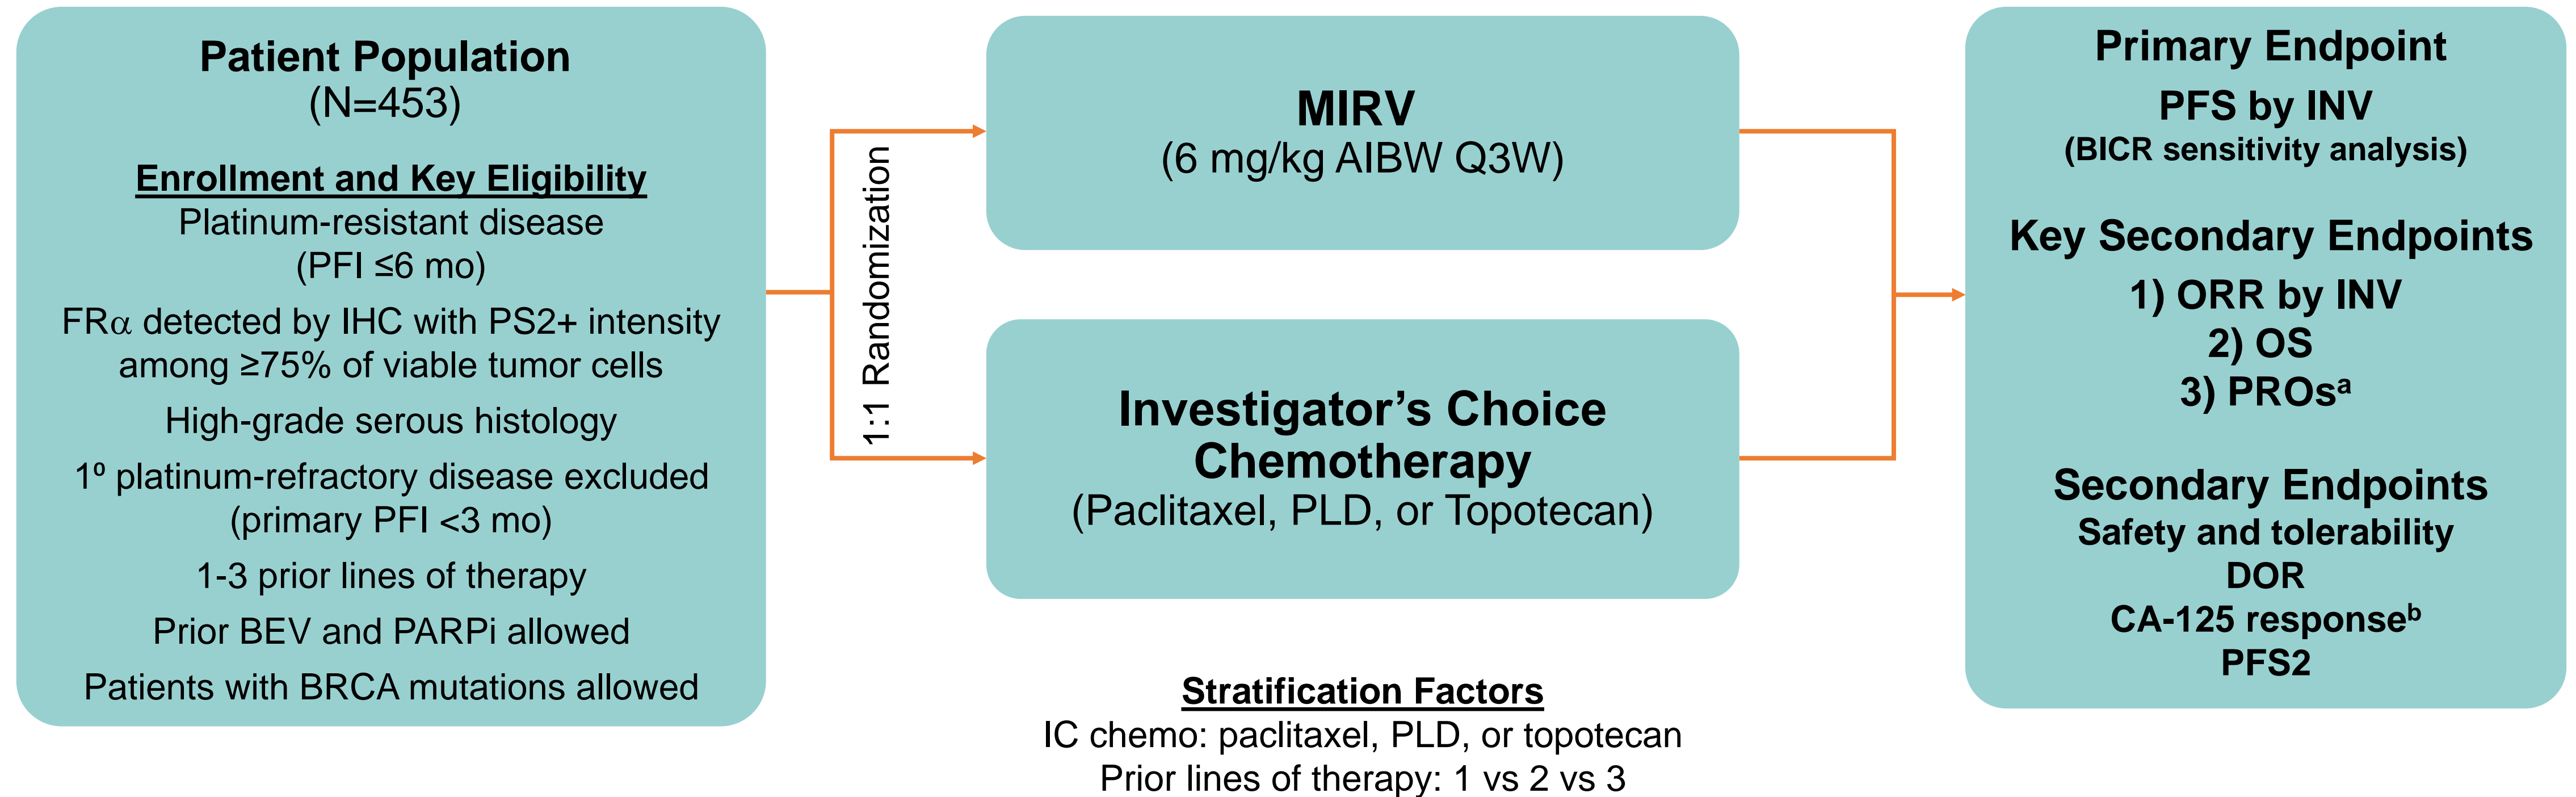 Patient Population
(N=453)
Enrollment and Key Eligibility
Platinum-resistant disease
(PFI ≤6 mo)
FRα detected by IHC with PS2+ intensity
among ≥75% of viable tumor cells
High-grade serous histology
1º platinum-refractory disease excluded
(primary PFI <3 mo)
1-3 prior lines of therapy
Prior BEV and PARPi allowed
Patients with BRCA mutations allowed
1:1 Randomization
MIRV
(6 mg/kg AIBW Q3W)
Investigator’s Choice
Chemotherapy
(Paclitaxel, PLD, or Topotecan)
Stratification Factors
IC chemo: paclitaxel, PLD, or topotecan
Prior lines of therapy: 1 vs 2 vs 3
Primary Endpoint
PFS by INV
(BICR sensitivity analysis)
Key Secondary Endpoints
1) ORR by INV
2) OS
3) PROsᵃ
Secondary Endpoints
Safety and tolerability
DOR
CA-125 responseᵇ
PFS2